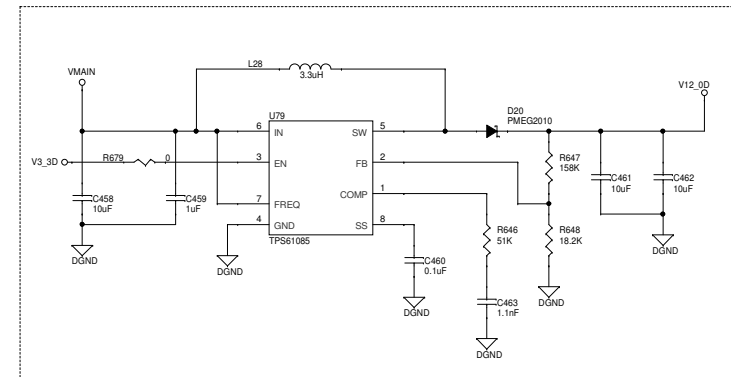 L28
3.3uH
VMAIN
V12_0D
D20
PMEG2010
U79
6
IN
SW
5
V3_3D
R679
0
3
EN
FB
2
R647
158K
COMP
1
C458
10uF
C459
1uF
7
FREQ
C461
10uF
C462
10uF
4
GND
SS
8
TPS61085
R646
51K
R648
18.2K
DGND
DGND
C460
0.1uF
DGND
DGND
DGND
C463
1.1nF
DGND